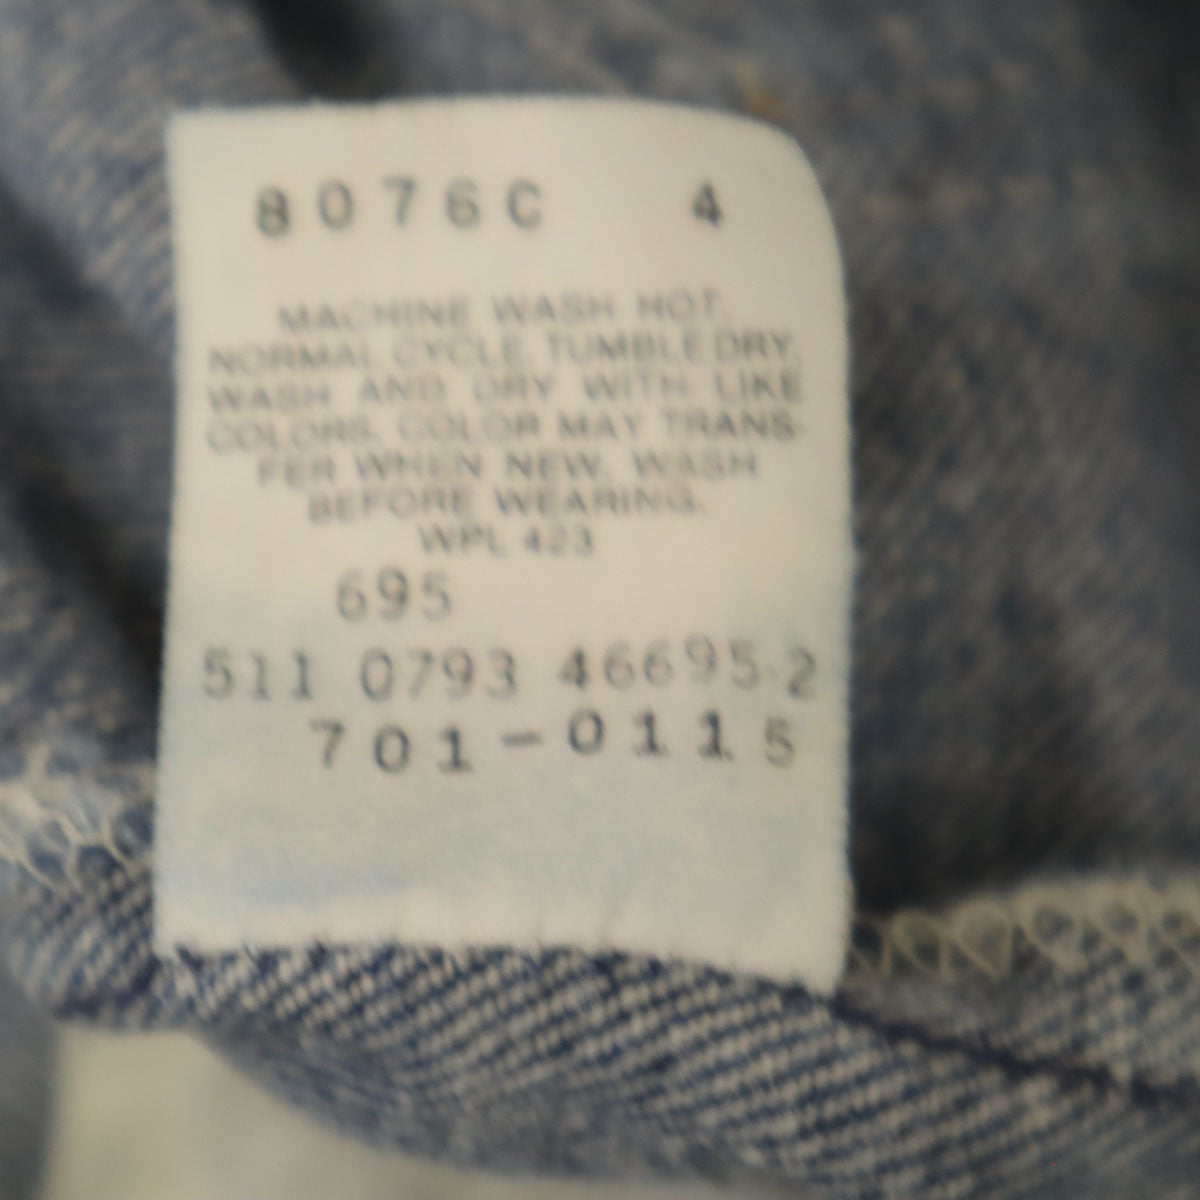 8076C 4
MACHINE WASH HOT,
NORMAL CYCLE, TUMBLE DRY,
WASH AND DRY WITH LIKE
COLORS. COLOR MAY TRANS-
FER WHEN NEW. WASH
BEFORE WEARING.
WPL 423
695
511 0793 46695-2
701-0115